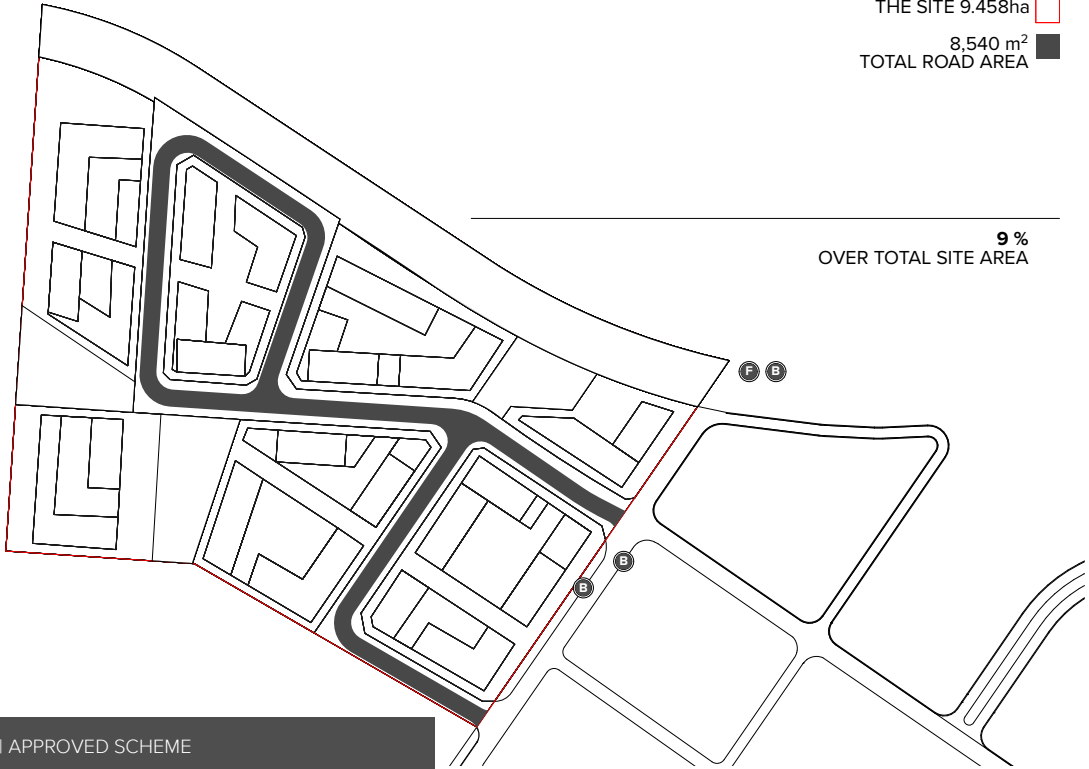 THE SITE 9.458ha
8,540 m²
TOTAL ROAD AREA
9 %
OVER TOTAL SITE AREA
F B
B
B
APPROVED SCHEME